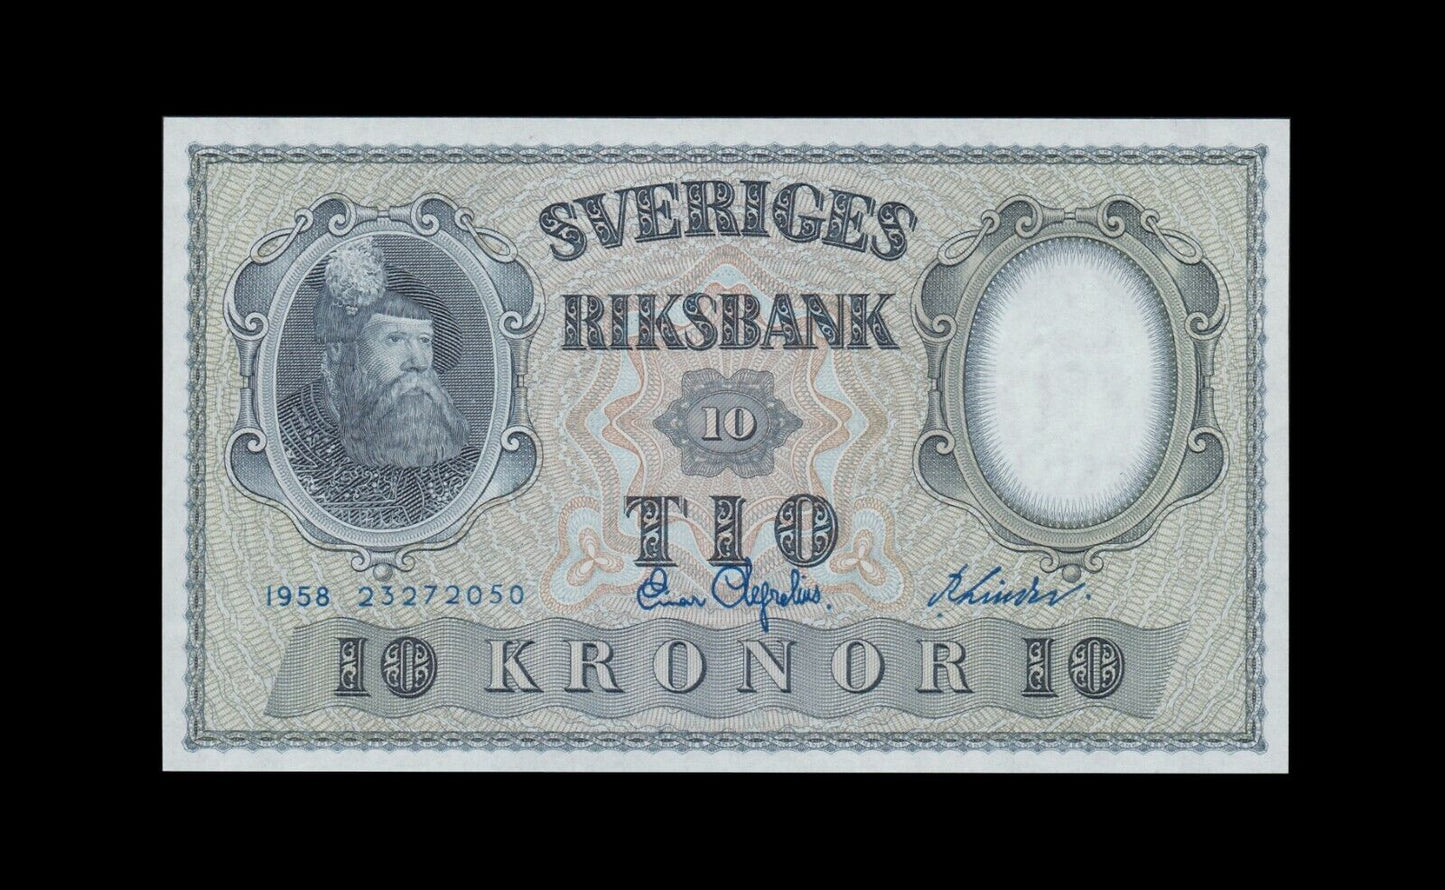 SVERIGES
RIKSBANK
10
TIO
1958 23272050
10 KRONOR 10